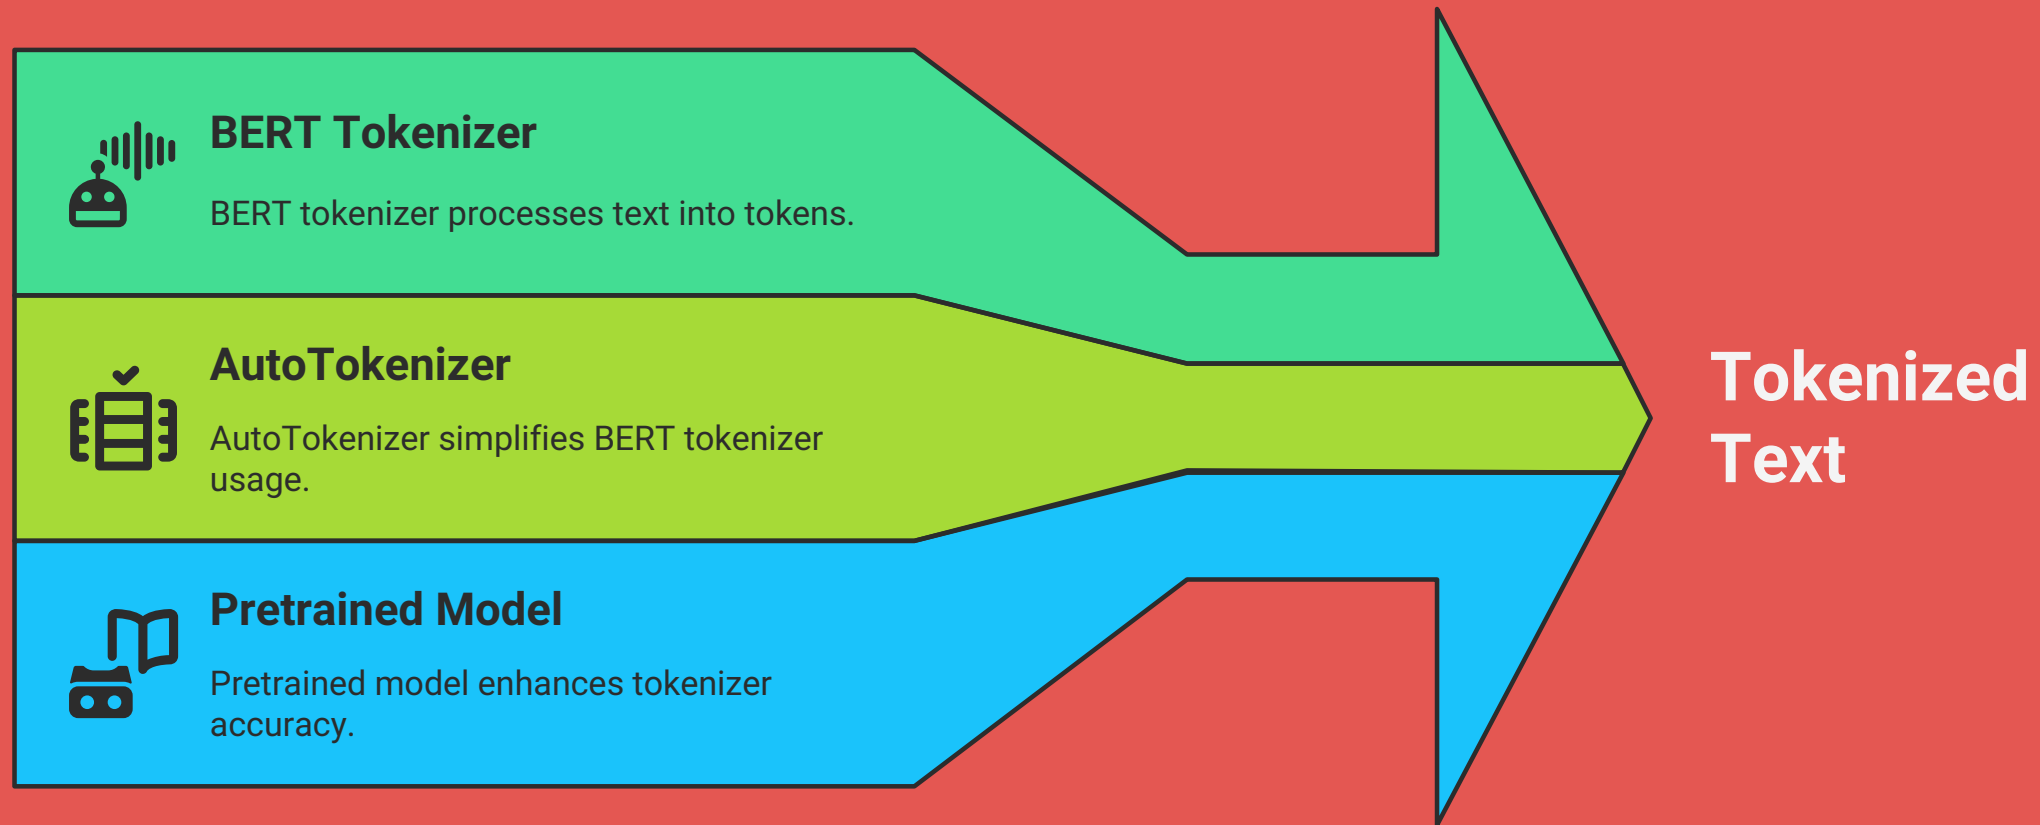 BERT Tokenizer
BERT tokenizer processes text into tokens.
AutoTokenizer
AutoTokenizer simplifies BERT tokenizer
usage.
Pretrained Model
Pretrained model enhances tokenizer
accuracy.
Tokenized
Text